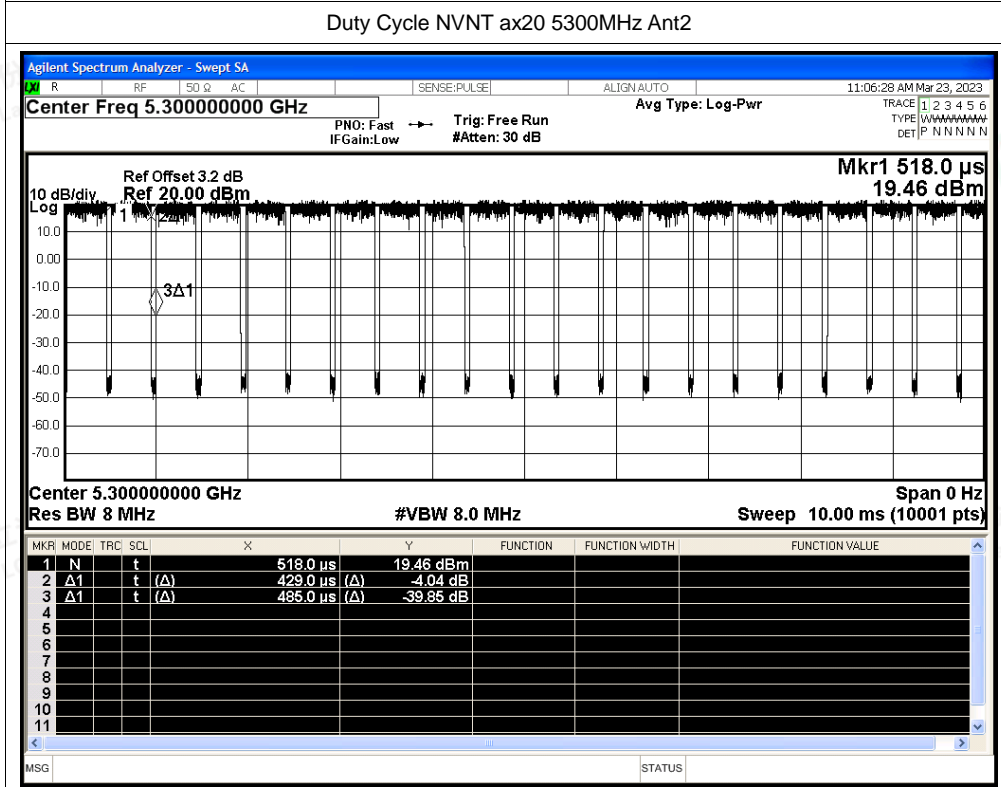 Duty Cycle NVNT ax20 5300MHz Ant2
Agilent Spectrum Analyzer - Swept SA
LXI R RF 50 Ω AC SENSE:PULSE ALIGN AUTO 11:06:28 AM Mar 23, 2023
Center Freq 5.300000000 GHz PNO: Fast Trig: Free Run Avg Type: Log-Pwr TRACE 1 2 3 4 5 6
TYPE
IFGain:Low #Atten: 30 dB DET P N N N N N
Ref Offset 3.2 dB Mkr1 518.0 µs
10 dB/div Ref 20.00 dBm 19.46 dBm
Log
1 2Δ1
10.0
0.00
-10.0
3Δ1
-20.0
-30.0
-40.0
-50.0
-60.0
-70.0
Center 5.300000000 GHz Span 0 Hz
Res BW 8 MHz #VBW 8.0 MHz Sweep 10.00 ms (10001 pts)
MKR MODE TRC SCL X Y FUNCTION FUNCTION WIDTH FUNCTION VALUE
1 N t 518.0 µs 19.46 dBm
2 Δ1 t (Δ) 429.0 µs (Δ) -4.04 dB
3 Δ1 t (Δ) 485.0 µs (Δ) -39.85 dB
4
5
6
7
8
9
10
11
MSG STATUS